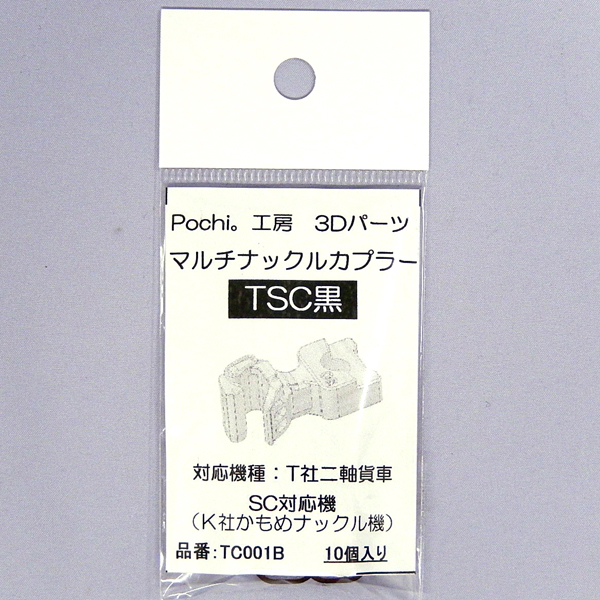 Pochi。工房 3Dパーツ
マルチナックルカプラー
TSC黒
対応機種：T社二軸貨車
SC対応機
（K社かもめナックル機）
品番：TC001B 10個入り